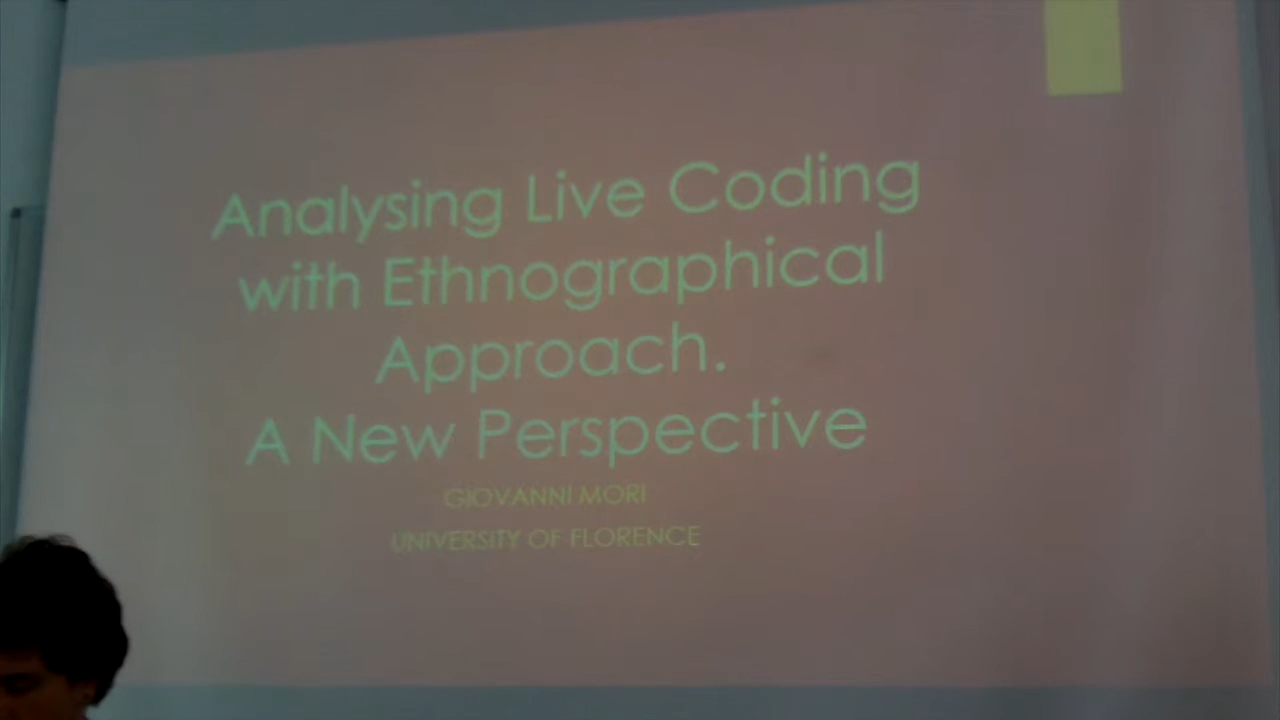 Analysing Live Coding
with Ethnographical
Approach.
A New Perspective
GIOVANNI MORI
UNIVERSITY OF FLORENCE